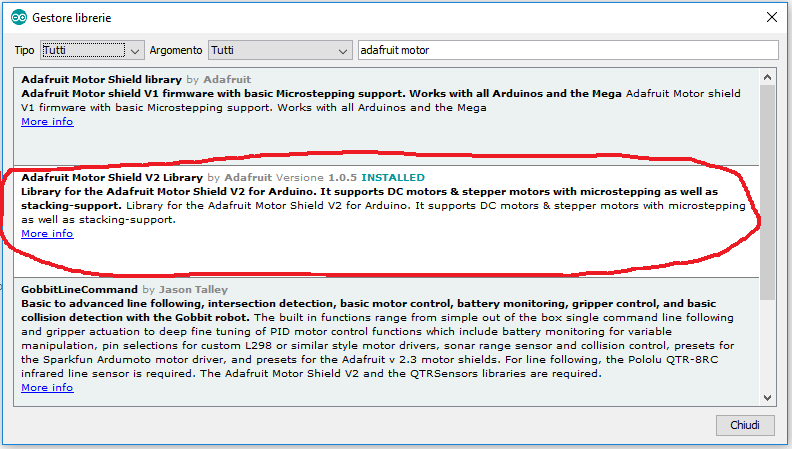 Gestore librerie
Tipo Tutti Argomento Tutti adafruit motor
Adafruit Motor Shield library by Adafruit
Adafruit Motor shield V1 firmware with basic Microstepping support. Works with all Arduinos and the Mega Adafruit Motor shield
V1 firmware with basic Microstepping support. Works with all Arduinos and the Mega
More info
Adafruit Motor Shield V2 Library by Adafruit Versione 1.0.5 INSTALLED
Library for the Adafruit Motor Shield V2 for Arduino. It supports DC motors & stepper motors with microstepping as well as
stacking-support. Library for the Adafruit Motor Shield V2 for Arduino. It supports DC motors & stepper motors with microstepping
as well as stacking-support.
More info
GobbitLineCommand by Jason Talley
Basic to advanced line following, intersection detection, basic motor control, battery monitoring, gripper control, and basic
collision detection with the Gobbit robot. The built in functions range from simple out of the box single command line following
and gripper actuation to deep fine tuning of PID motor control functions which include battery monitoring for variable
manipulation, pin selections for custom L298 or similar style motor drivers, sonar range sensor and collision control, presets for
the Sparkfun Ardumoto motor driver, and presets for the Adafruit v 2.3 motor shields. For line following, the Pololu QTR-8RC
infrared line sensor is required. The Adafruit Motor Shield V2 and the QTRSensors libraries are required.
More info
Chiudi